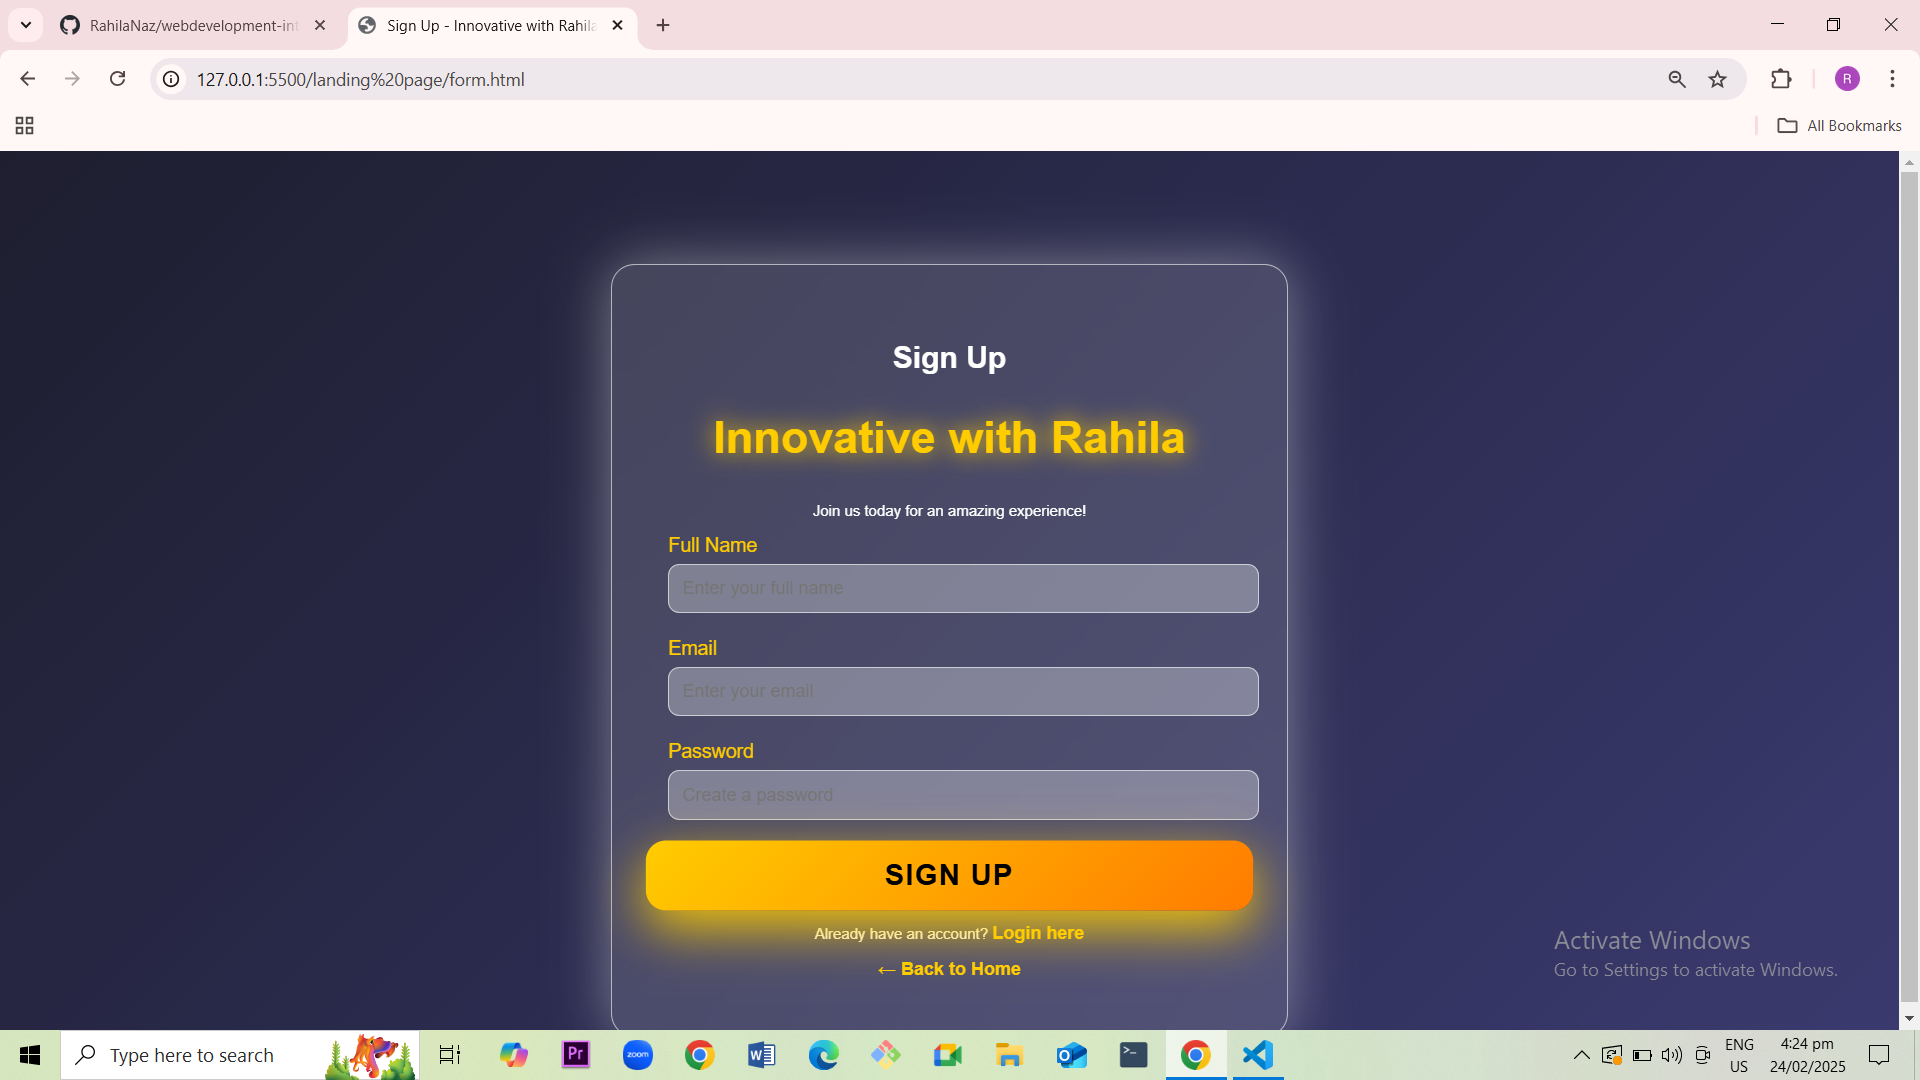 RahilaNaz/webdevelopment-int
Sign Up - Innovative with Rahila
127.0.0.1:5500/landing%20page/form.html
R
All Bookmarks
Sign Up
Innovative with Rahila
Join us today for an amazing experience!
Full Name
Enter your full name
Email
Enter your email
Password
Create a password
SIGN UP
Already have an account? Login here
← Back to Home
Activate Windows
Go to Settings to activate Windows.
Type here to search
Pr
zoom
ENG
US
4:24 pm
24/02/2025